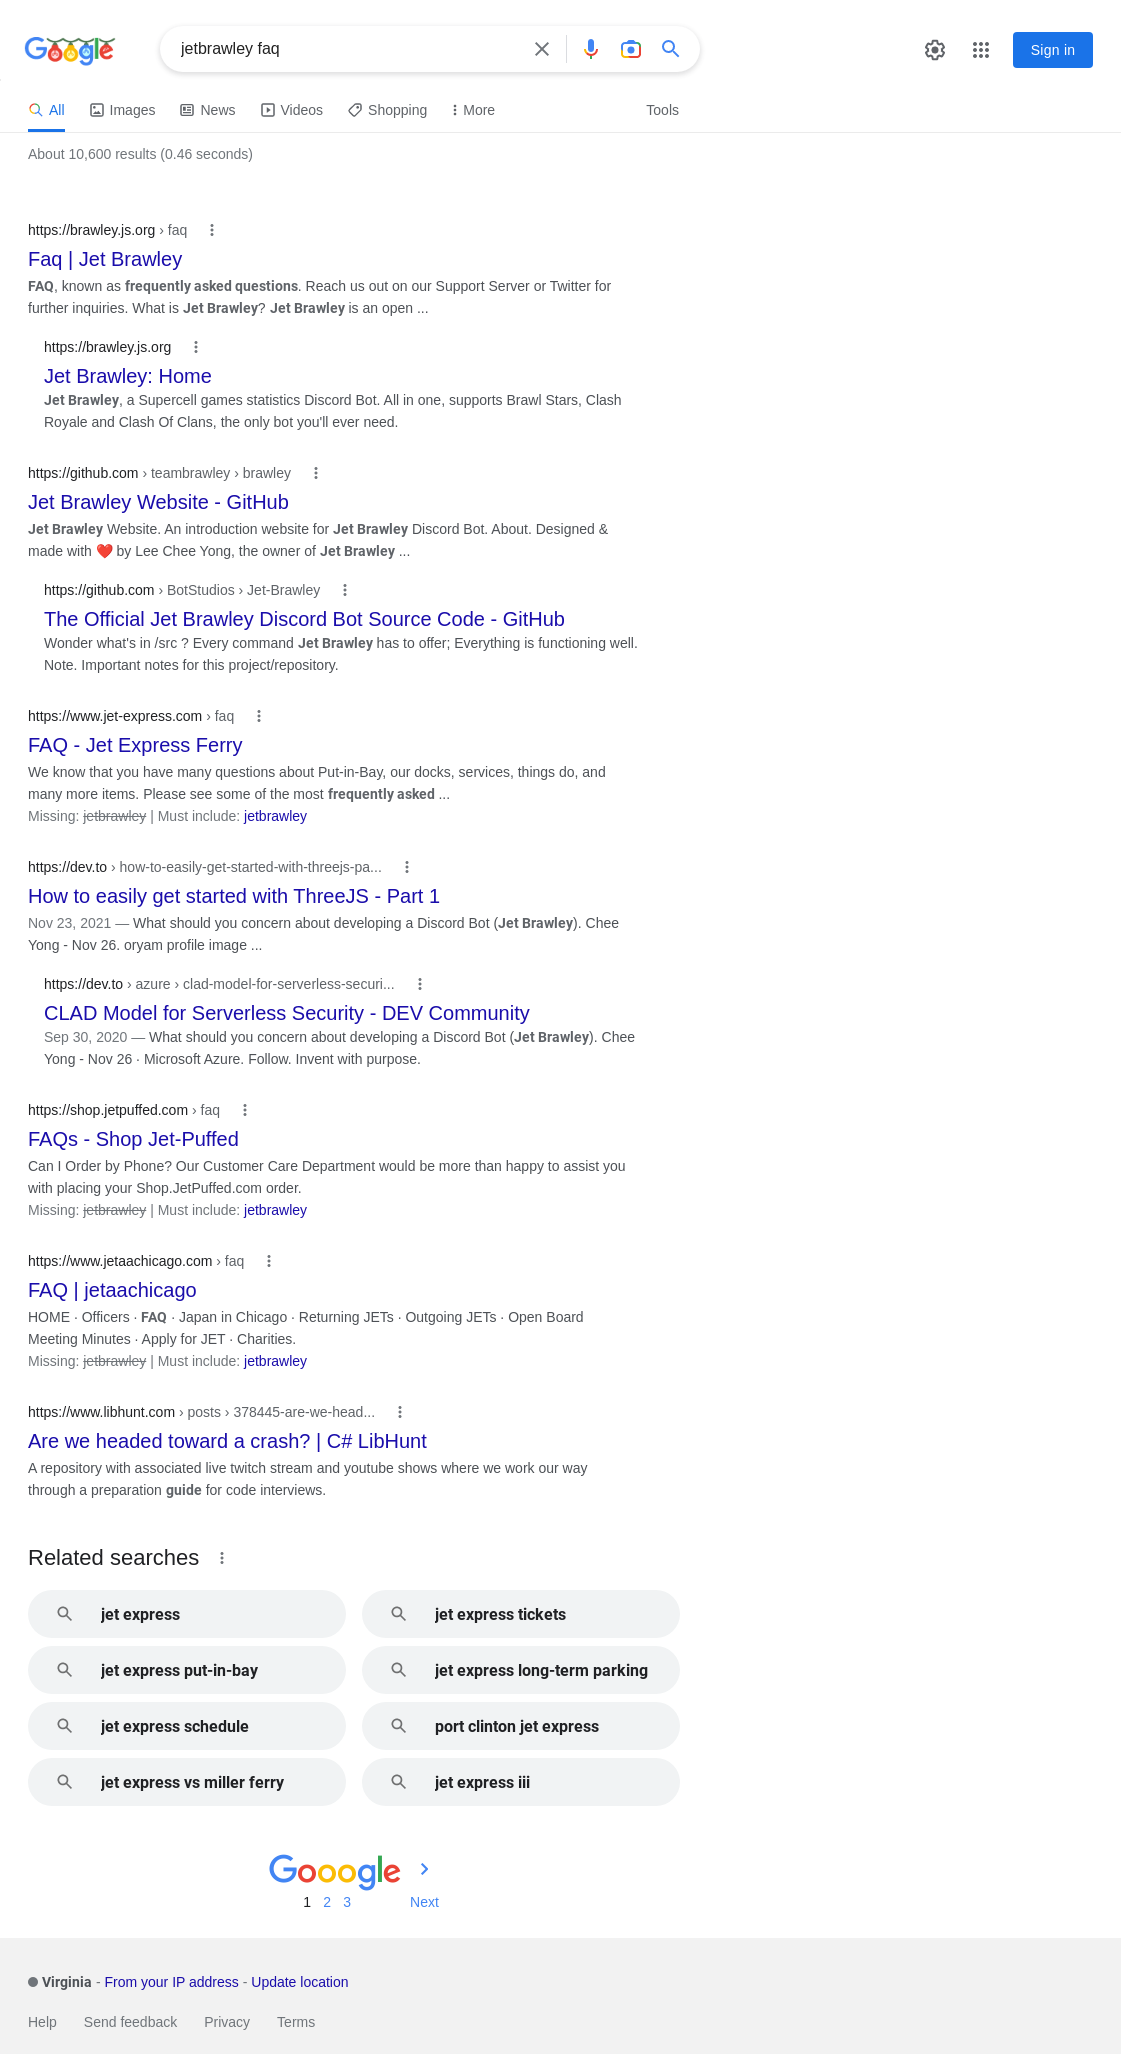 Google
jetbrawley faq
Sign in
All Images News Videos Shopping More Tools
About 10,600 results (0.46 seconds)
https://brawley.js.org › faq
Faq | Jet Brawley
FAQ, known as frequently asked questions. Reach us out on our Support Server or Twitter for
further inquiries. What is Jet Brawley? Jet Brawley is an open ...
https://brawley.js.org
Jet Brawley: Home
Jet Brawley, a Supercell games statistics Discord Bot. All in one, supports Brawl Stars, Clash
Royale and Clash Of Clans, the only bot you'll ever need.
https://github.com › teambrawley › brawley
Jet Brawley Website - GitHub
Jet Brawley Website. An introduction website for Jet Brawley Discord Bot. About. Designed &
made with ❤️ by Lee Chee Yong, the owner of Jet Brawley ...
https://github.com › BotStudios › Jet-Brawley
The Official Jet Brawley Discord Bot Source Code - GitHub
Wonder what's in /src ? Every command Jet Brawley has to offer; Everything is functioning well.
Note. Important notes for this project/repository.
https://www.jet-express.com › faq
FAQ - Jet Express Ferry
We know that you have many questions about Put-in-Bay, our docks, services, things do, and
many more items. Please see some of the most frequently asked ...
Missing: jetbrawley | Must include: jetbrawley
https://dev.to › how-to-easily-get-started-with-threejs-pa...
How to easily get started with ThreeJS - Part 1
Nov 23, 2021 — What should you concern about developing a Discord Bot (Jet Brawley). Chee
Yong - Nov 26. oryam profile image ...
https://dev.to › azure › clad-model-for-serverless-securi...
CLAD Model for Serverless Security - DEV Community
Sep 30, 2020 — What should you concern about developing a Discord Bot (Jet Brawley). Chee
Yong - Nov 26 · Microsoft Azure. Follow. Invent with purpose.
https://shop.jetpuffed.com › faq
FAQs - Shop Jet-Puffed
Can I Order by Phone? Our Customer Care Department would be more than happy to assist you
with placing your Shop.JetPuffed.com order.
Missing: jetbrawley | Must include: jetbrawley
https://www.jetaachicago.com › faq
FAQ | jetaachicago
HOME · Officers · FAQ · Japan in Chicago · Returning JETs · Outgoing JETs · Open Board
Meeting Minutes · Apply for JET · Charities.
Missing: jetbrawley | Must include: jetbrawley
https://www.libhunt.com › posts › 378445-are-we-head...
Are we headed toward a crash? | C# LibHunt
A repository with associated live twitch stream and youtube shows where we work our way
through a preparation guide for code interviews.
Related searches
jet express jet express tickets
jet express put-in-bay jet express long-term parking
jet express schedule port clinton jet express
jet express vs miller ferry jet express iii
Gooogle
1 2 3 Next
Virginia - From your IP address - Update location
Help Send feedback Privacy Terms